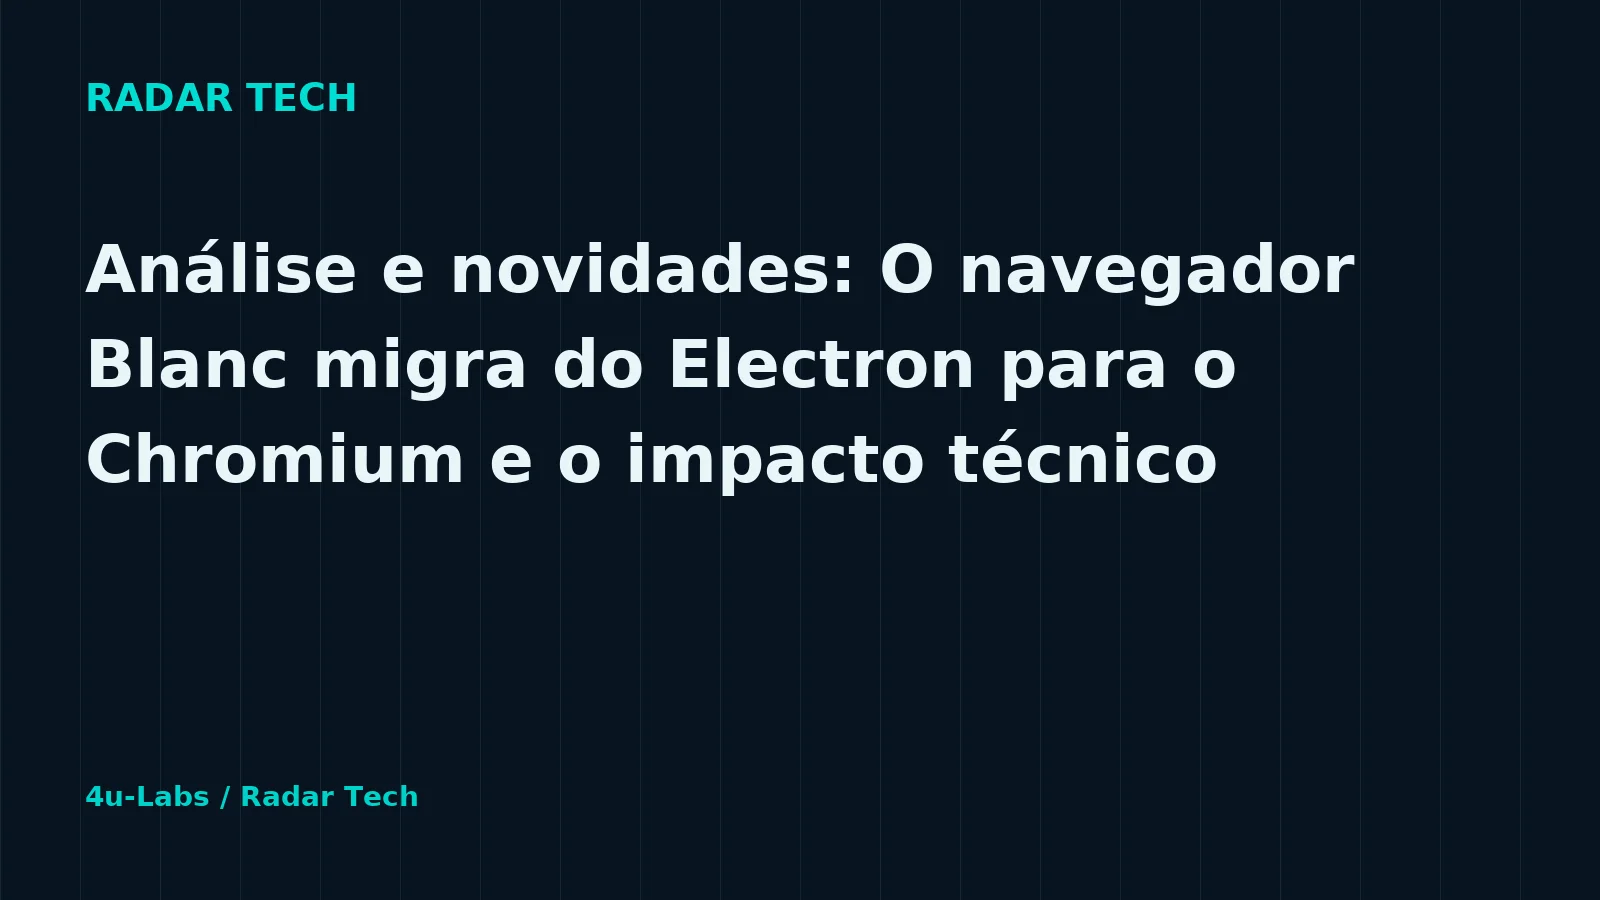 RADAR TECH
Análise e novidades: O navegador
Blanc migra do Electron para o
Chromium e o impacto técnico
4u-Labs / Radar Tech